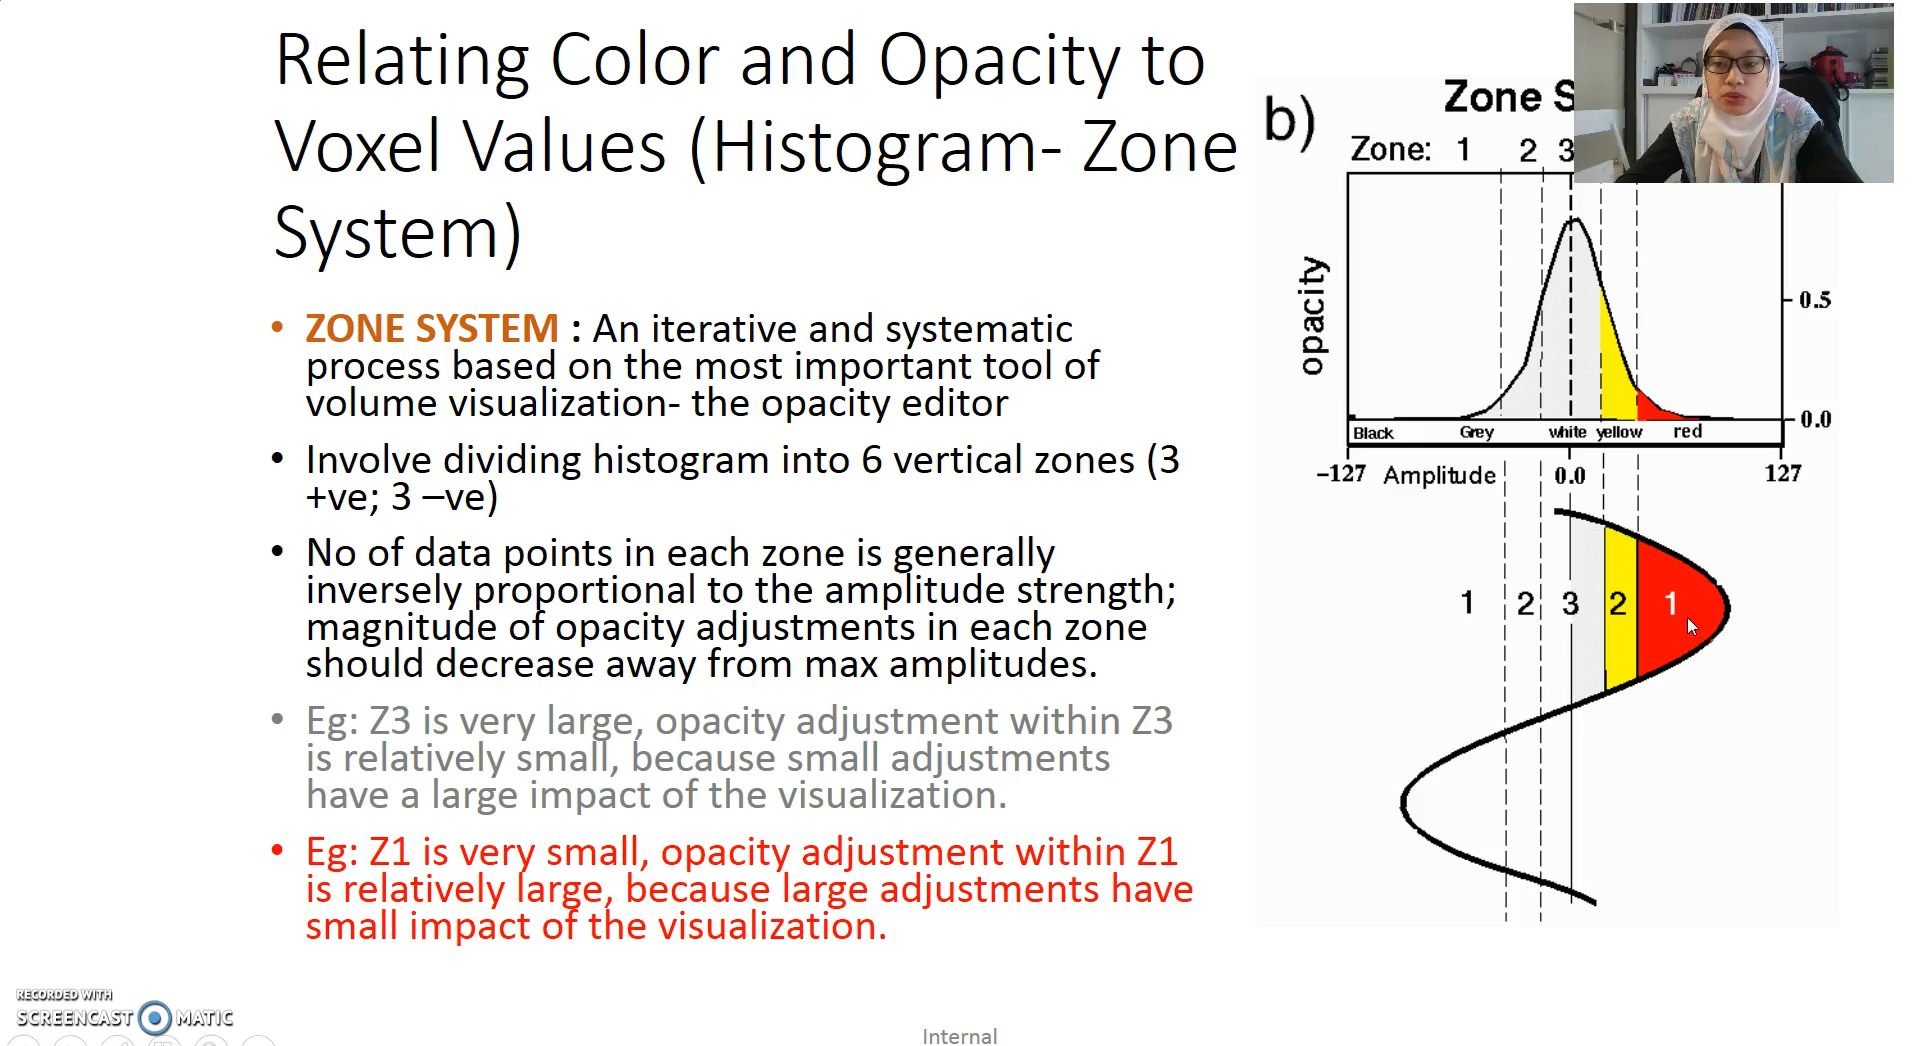 Relating Color and Opacity to
Voxel Values (Histogram- Zone
System)
• ZONE SYSTEM : An iterative and systematic
process based on the most important tool of
volume visualization- the opacity editor
• Involve dividing histogram into 6 vertical zones (3
+ve; 3 –ve)
• No of data points in each zone is generally
inversely proportional to the amplitude strength;
magnitude of opacity adjustments in each zone
should decrease away from max amplitudes.
• Eg: Z3 is very large, opacity adjustment within Z3
is relatively small, because small adjustments
have a large impact of the visualization.
• Eg: Z1 is very small, opacity adjustment within Z1
is relatively large, because large adjustments have
small impact of the visualization.
b)
Zone S
Zone: 1 2 3
opacity
0.5
0.0
Black Grey white yellow red
-127 Amplitude 0.0 127
1 2 3 2 1
RECORDED WITH
SCREENCAST MATIC
Internal